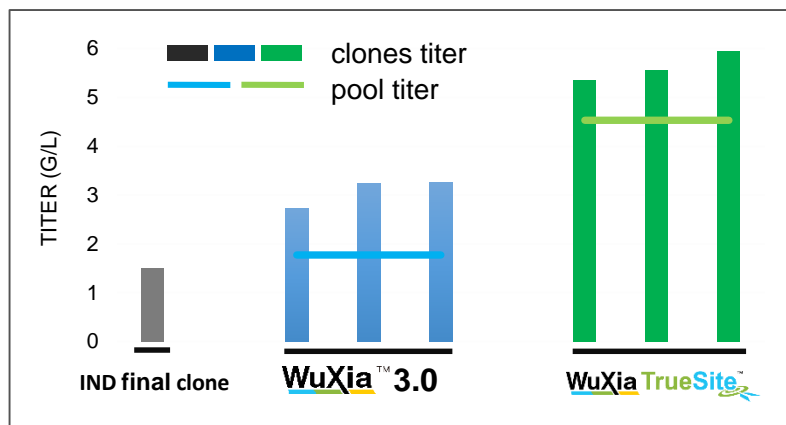 6
clones titer
5
pool titer
4
3
2
1
0
TITER (G/L)
IND final clone
WuXia™ 3.0
WuXia TrueSite™